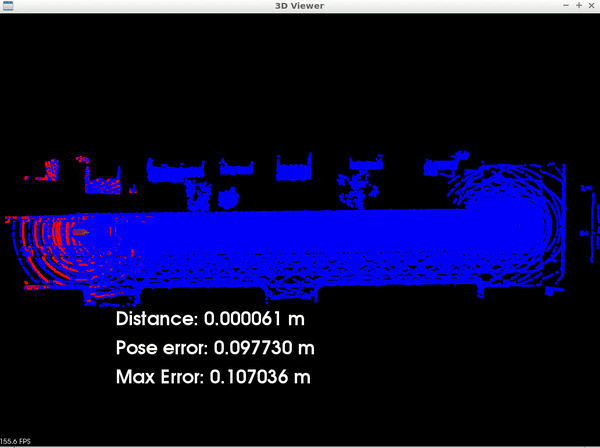 3D Viewer
Distance: 0.000061 m
Pose error: 0.097730 m
Max Error: 0.107036 m
155.6 FPS